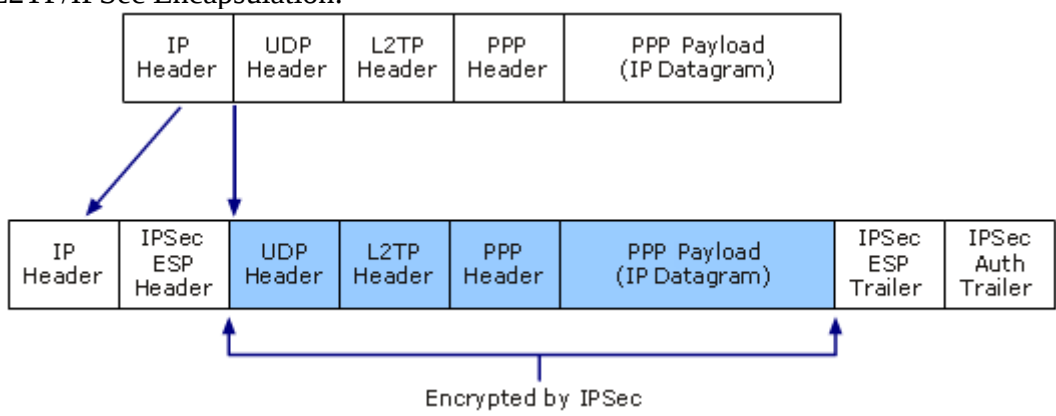 L2TP/IPSec Encapsulation:
IP
Header
UDP
Header
L2TP
Header
PPP
Header
PPP Payload
(IP Datagram)
IP
Header
IPSec
ESP
Header
UDP
Header
L2TP
Header
PPP
Header
PPP Payload
(IP Datagram)
IPSec
ESP
Trailer
IPSec
Auth
Trailer
Encrypted by IPSec